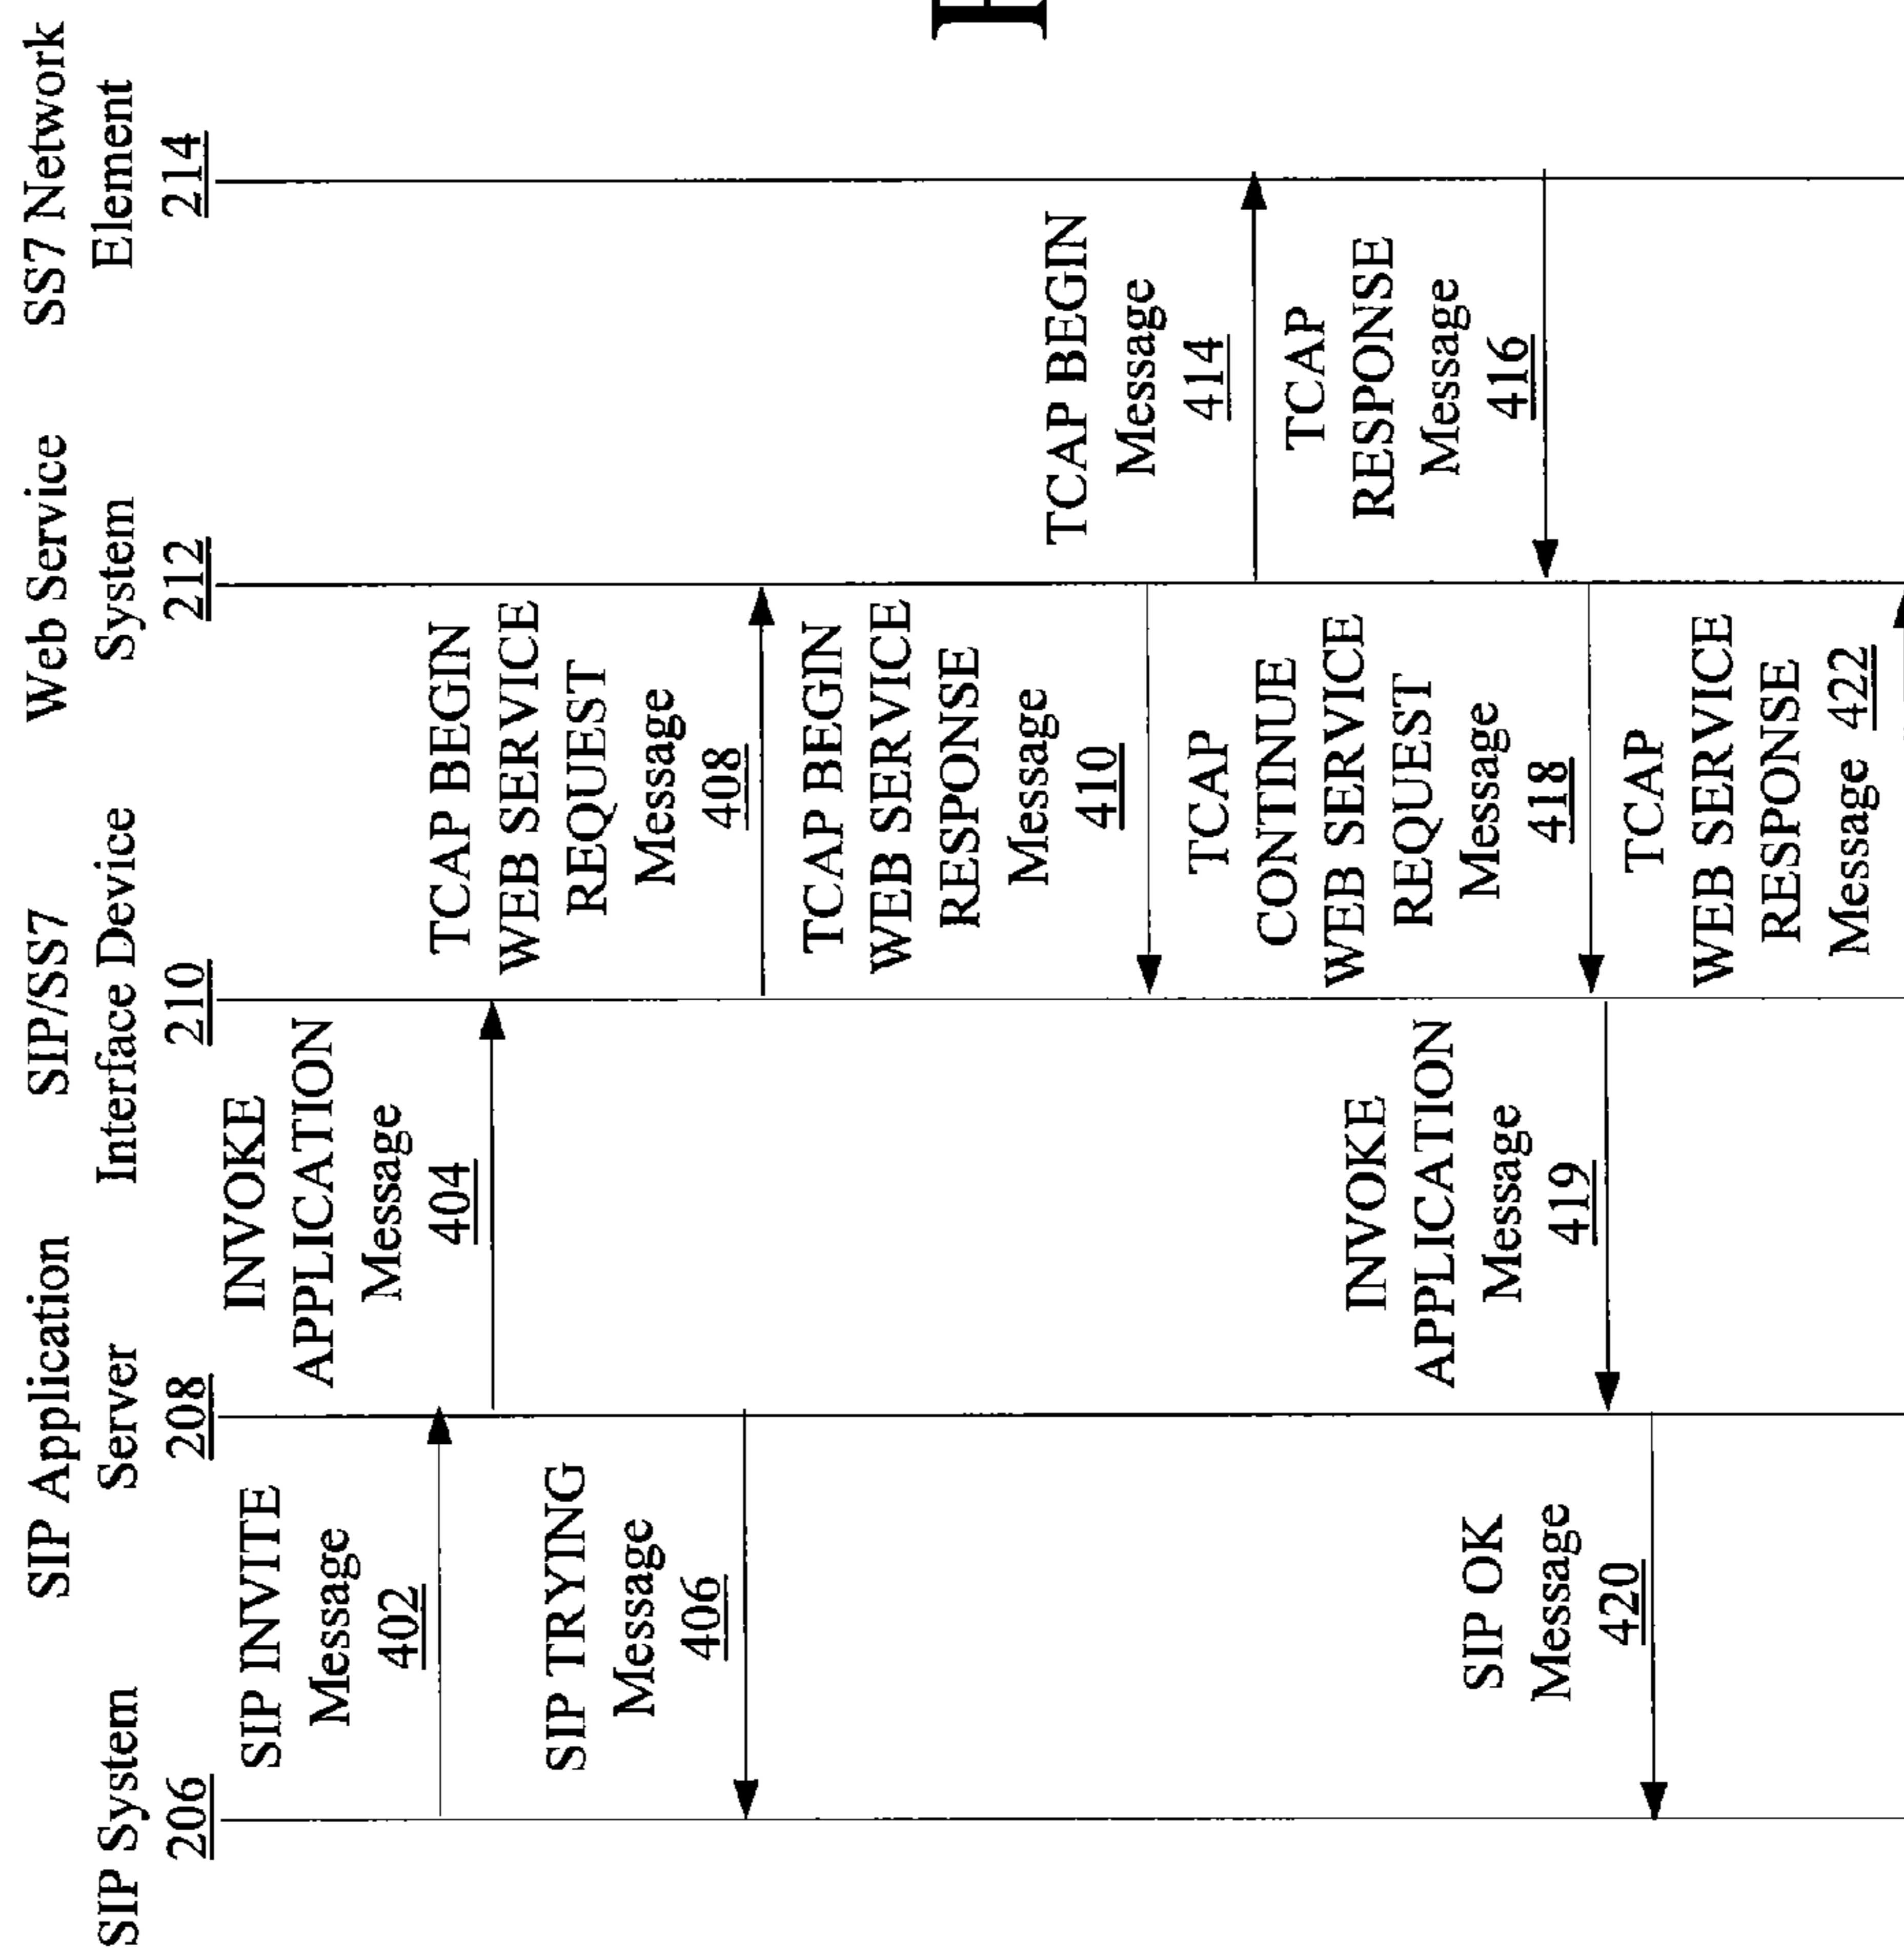 SIP System
206
SIP Application
Server
208
SIP/SS7
Interface Device
210
Web Service
System
212
SS7 Network
Element
214
SIP INVITE
Message
402
INVOKE
APPLICATION
Message
404
SIP TRYING
Message
406
TCAP BEGIN
WEB SERVICE
REQUEST
Message
408
TCAP BEGIN
WEB SERVICE
RESPONSE
Message
410
TCAP BEGIN
Message
414
TCAP
RESPONSE
Message
416
TCAP
CONTINUE
WEB SERVICE
REQUEST
Message
418
INVOKE
APPLICATION
Message
419
SIP OK
Message
420
TCAP
WEB SERVICE
RESPONSE
Message 422